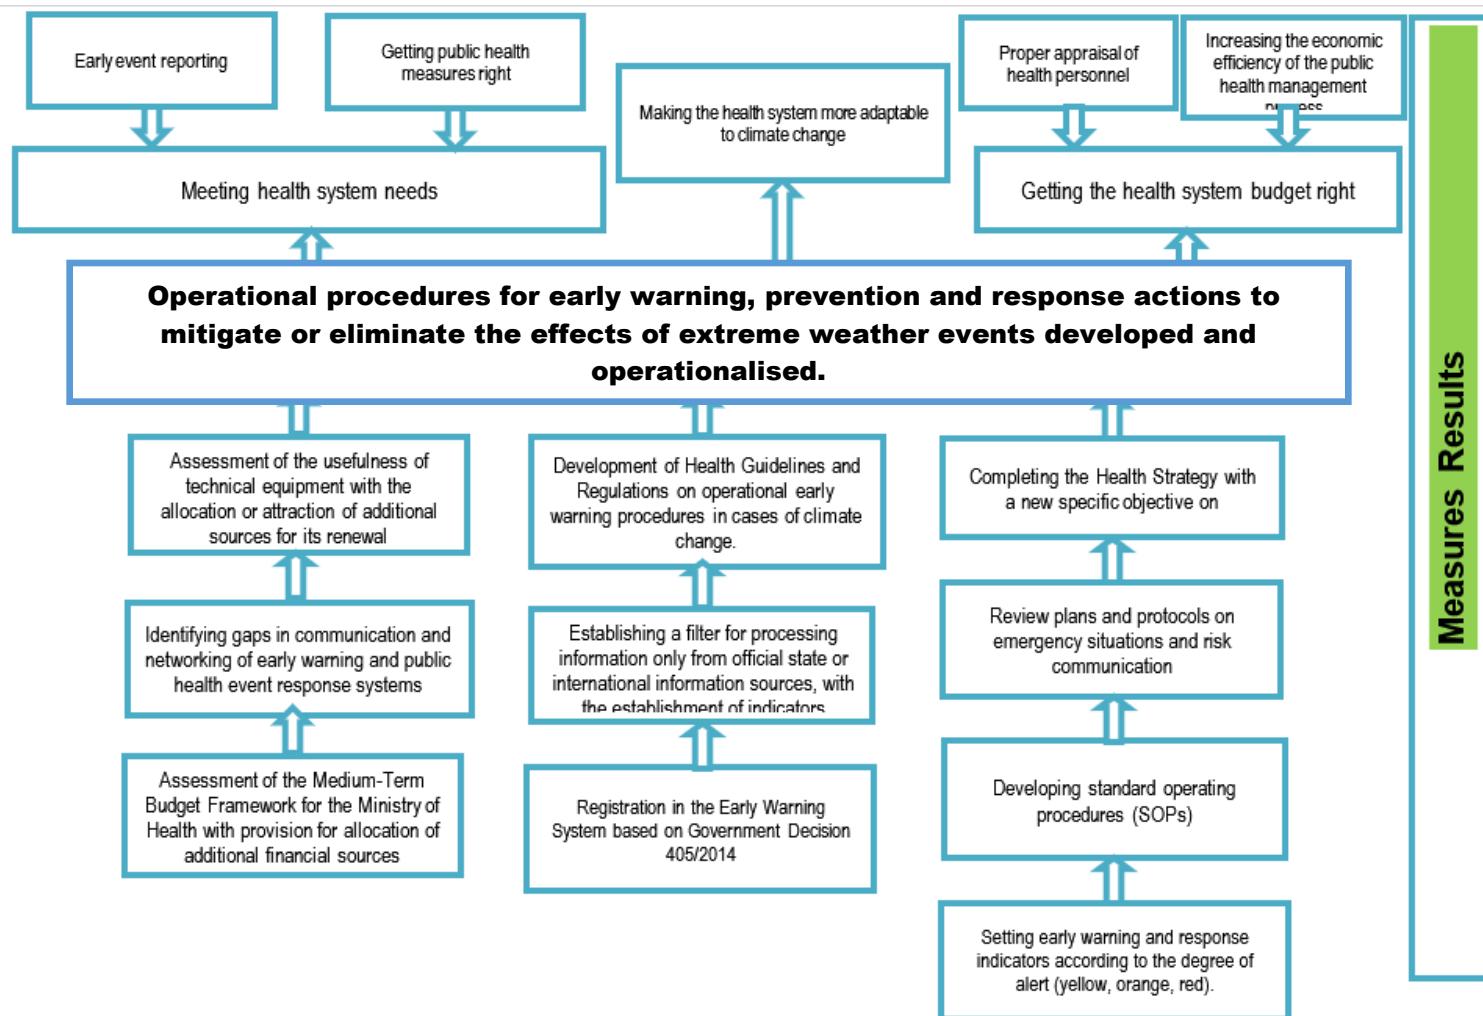 Early event reporting
Getting public health
measures right
Making the health system more adaptable
to climate change
Proper appraisal of
health personnel
Increasing the economic
efficiency of the public
health management
process
Meeting health system needs
Getting the health system budget right
Operational procedures for early warning, prevention and response actions to
mitigate or eliminate the effects of extreme weather events developed and
operationalised.
Assessment of the usefulness of
technical equipment with the
allocation or attraction of additional
sources for its renewal
Identifying gaps in communication and
networking of early warning and public
health event response systems
Assessment of the Medium-Term
Budget Framework for the Ministry of
Health with provision for allocation of
additional financial sources
Development of Health Guidelines and
Regulations on operational early
warning procedures in cases of climate
change.
Establishing a filter for processing
information only from official state or
international information sources, with
the establishment of indicators
Registration in the Early Warning
System based on Government Decision
405/2014
Completing the Health Strategy with
a new specific objective on
Review plans and protocols on
emergency situations and risk
communication
Developing standard operating
procedures (SOPs)
Setting early warning and response
indicators according to the degree of
alert (yellow, orange, red).
Measures Results